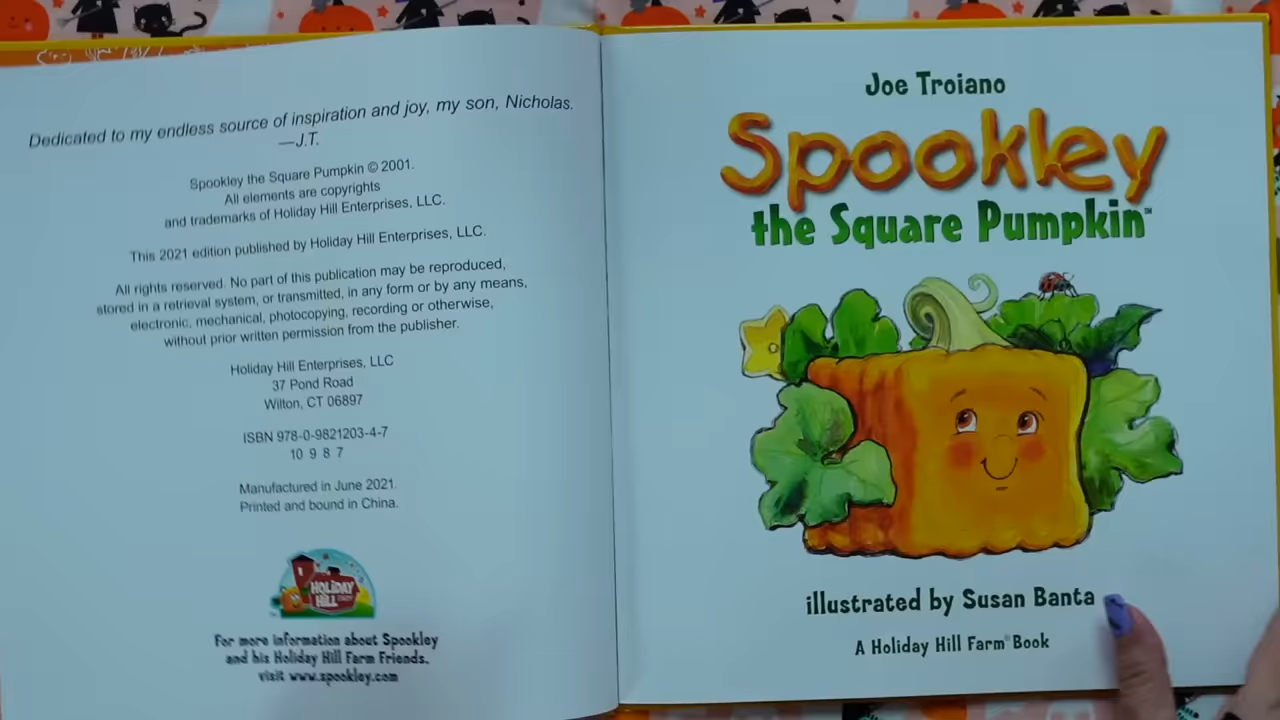 Dedicated to my endless source of inspiration and joy, my son, Nicholas.
—J.T.
Spookley the Square Pumpkin © 2001.
All elements are copyrights
and trademarks of Holiday Hill Enterprises, LLC.
This 2021 edition published by Holiday Hill Enterprises, LLC.
All rights reserved. No part of this publication may be reproduced,
stored in a retrieval system, or transmitted, in any form or by any means,
electronic, mechanical, photocopying, recording or otherwise,
without prior written permission from the publisher.
Holiday Hill Enterprises, LLC
37 Pond Road
Wilton, CT 06897
ISBN 978-0-9821203-4-7
10 9 8 7
Manufactured in June 2021.
Printed and bound in China.
HOLIDAY
HILL
For more information about Spookley
and his Holiday Hill Farm Friends,
visit www.spookley.com
Joe Troiano
Spookley
the Square Pumpkin™
illustrated by Susan Banta
A Holiday Hill Farm® Book